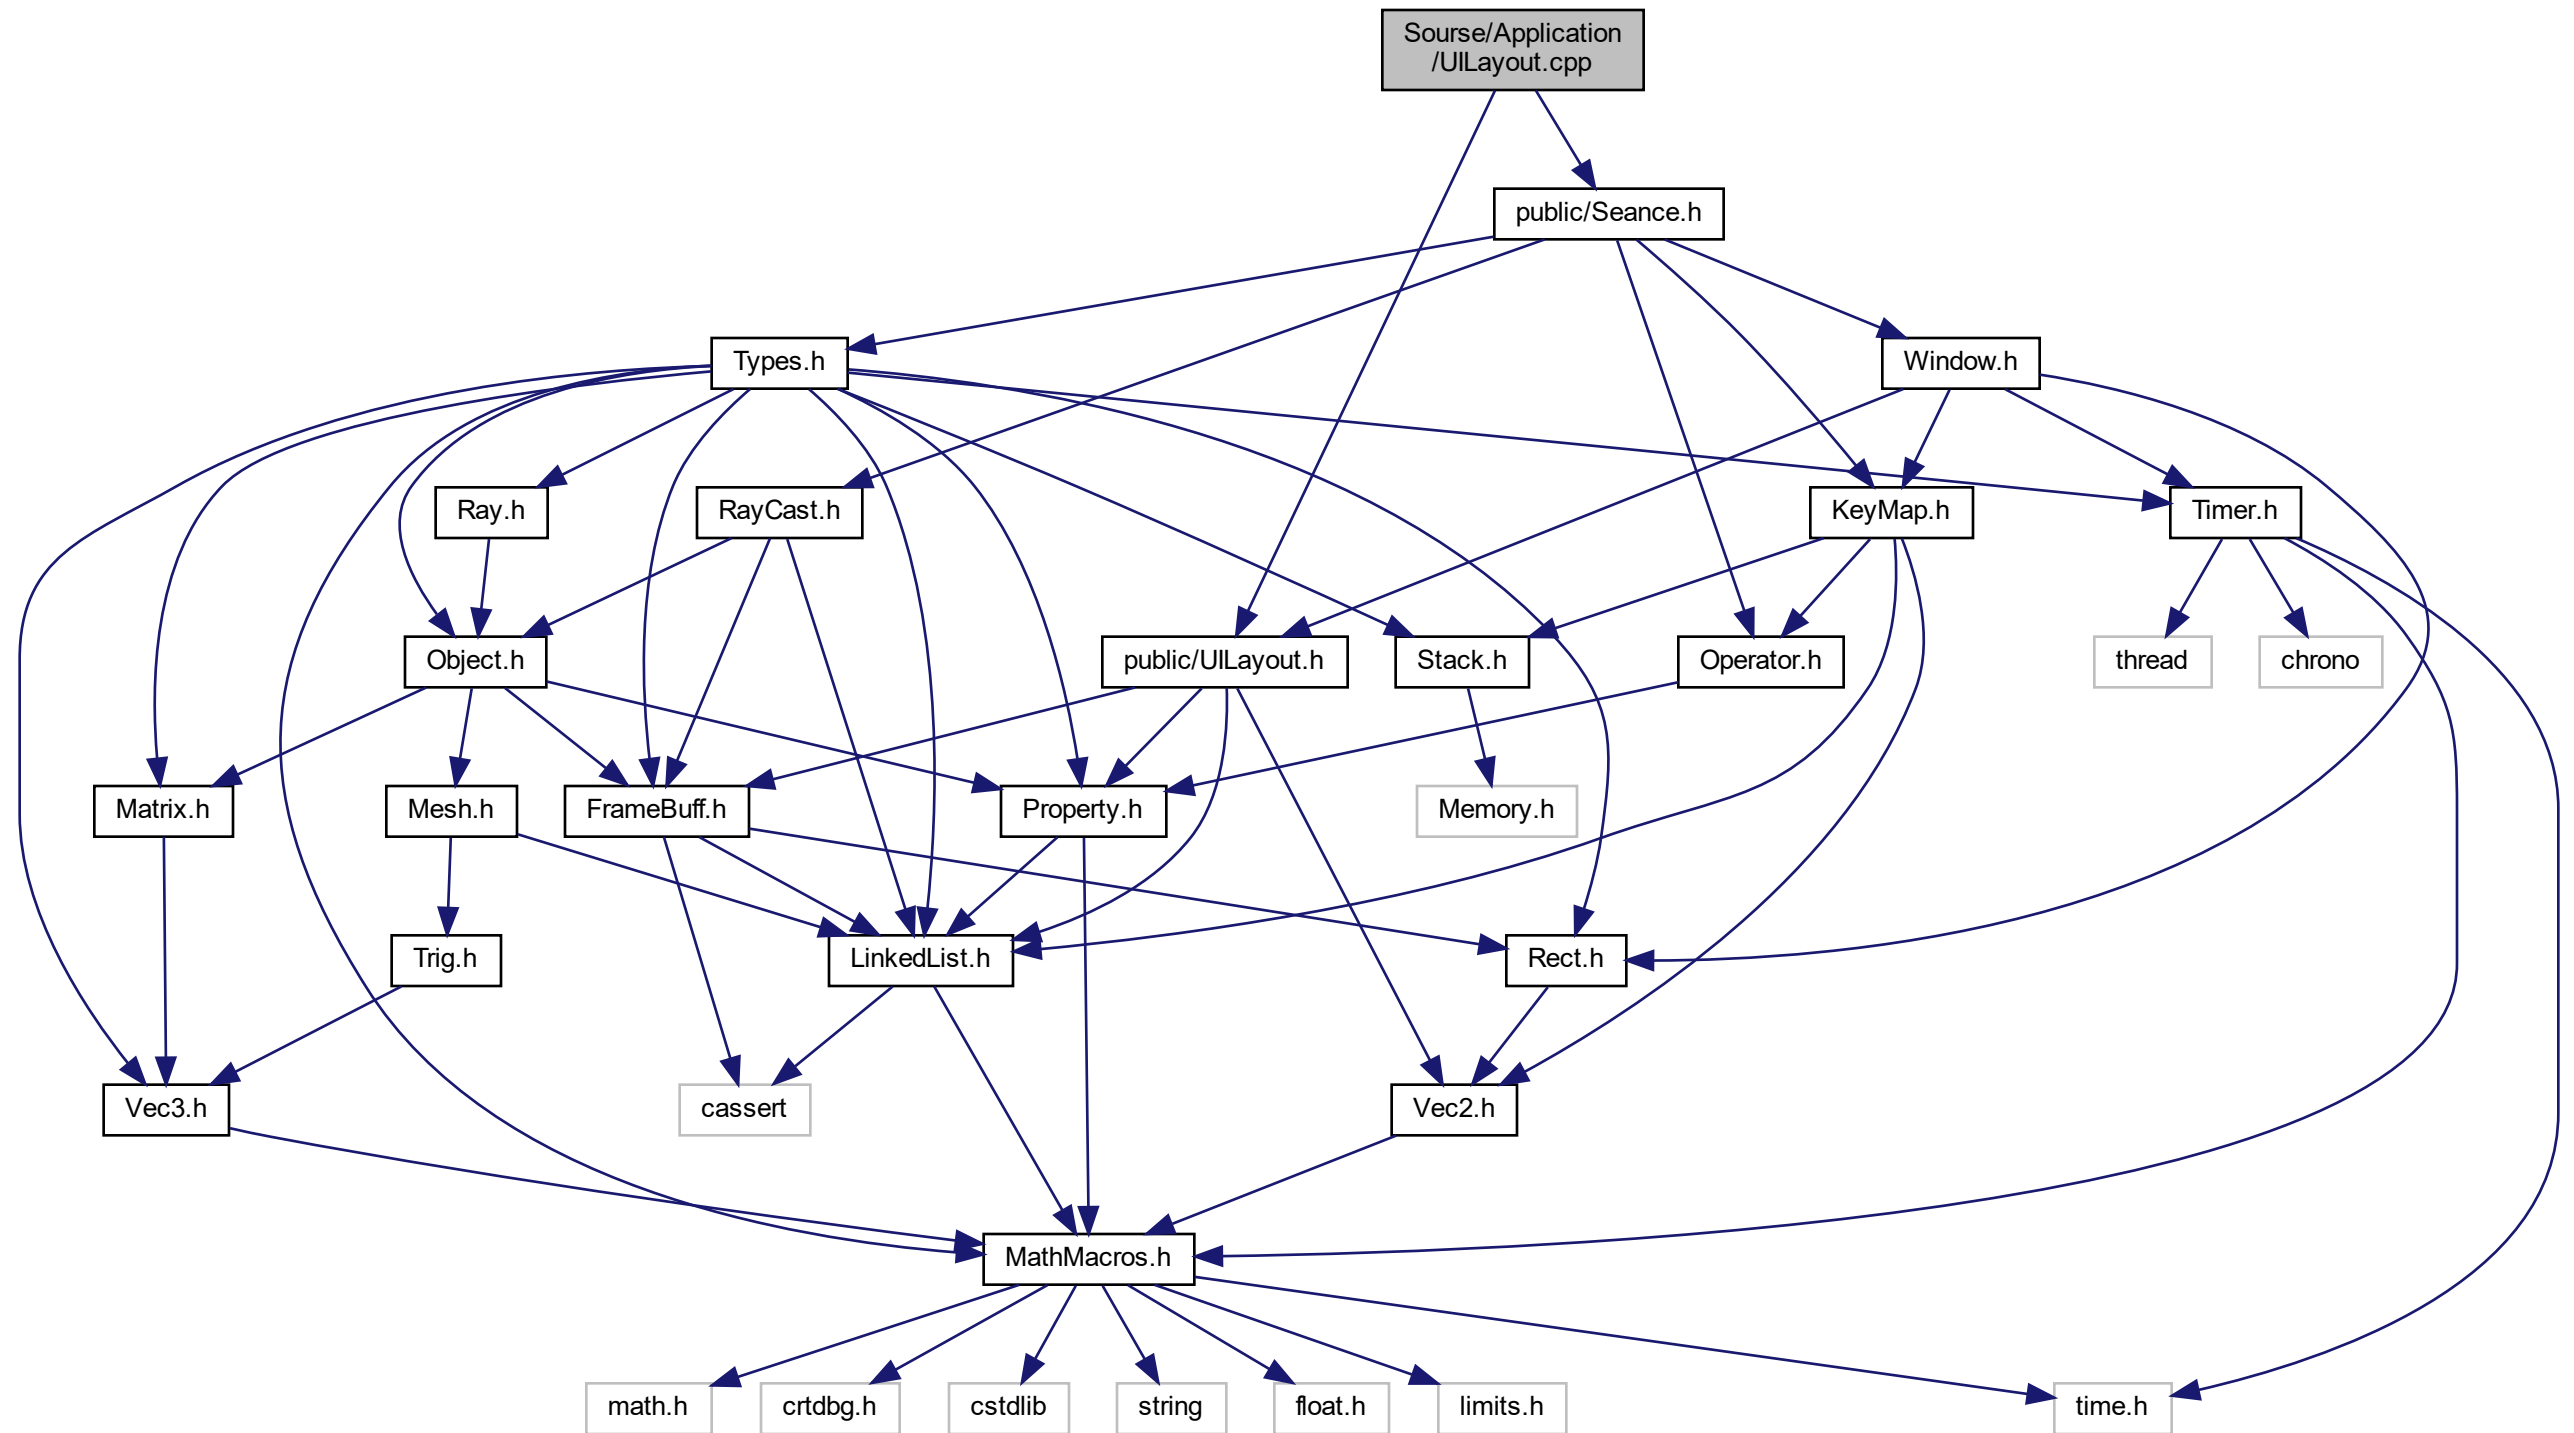 Sourse/Application
/UILayout.cpp
public/Seance.h
Types.h
Window.h
Ray.h
RayCast.h
KeyMap.h
Timer.h
Object.h
public/UILayout.h
Stack.h
Operator.h
thread
chrono
Matrix.h
Mesh.h
FrameBuff.h
Property.h
Memory.h
Trig.h
LinkedList.h
Rect.h
Vec3.h
cassert
Vec2.h
MathMacros.h
math.h
crtdbg.h
cstdlib
string
float.h
limits.h
time.h